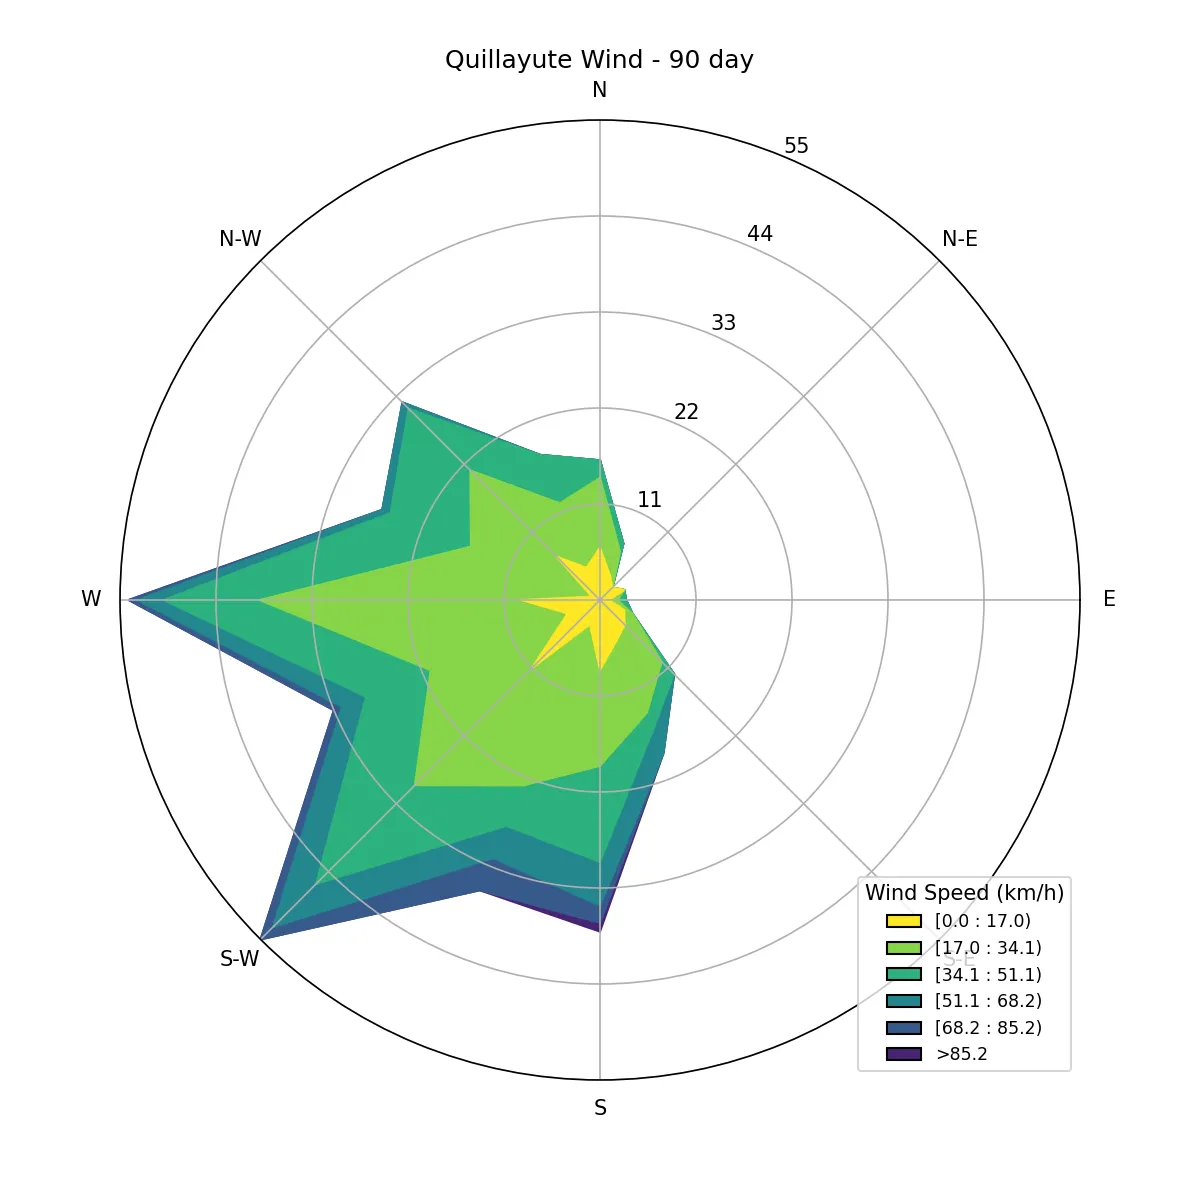 Quillayute Wind - 90 day
N
55
N-W
N-E
44
33
22
11
W
E
S-W
S-E
S
Wind Speed (km/h)
[0.0 : 17.0)
[17.0 : 34.1)
[34.1 : 51.1)
[51.1 : 68.2)
[68.2 : 85.2)
>85.2